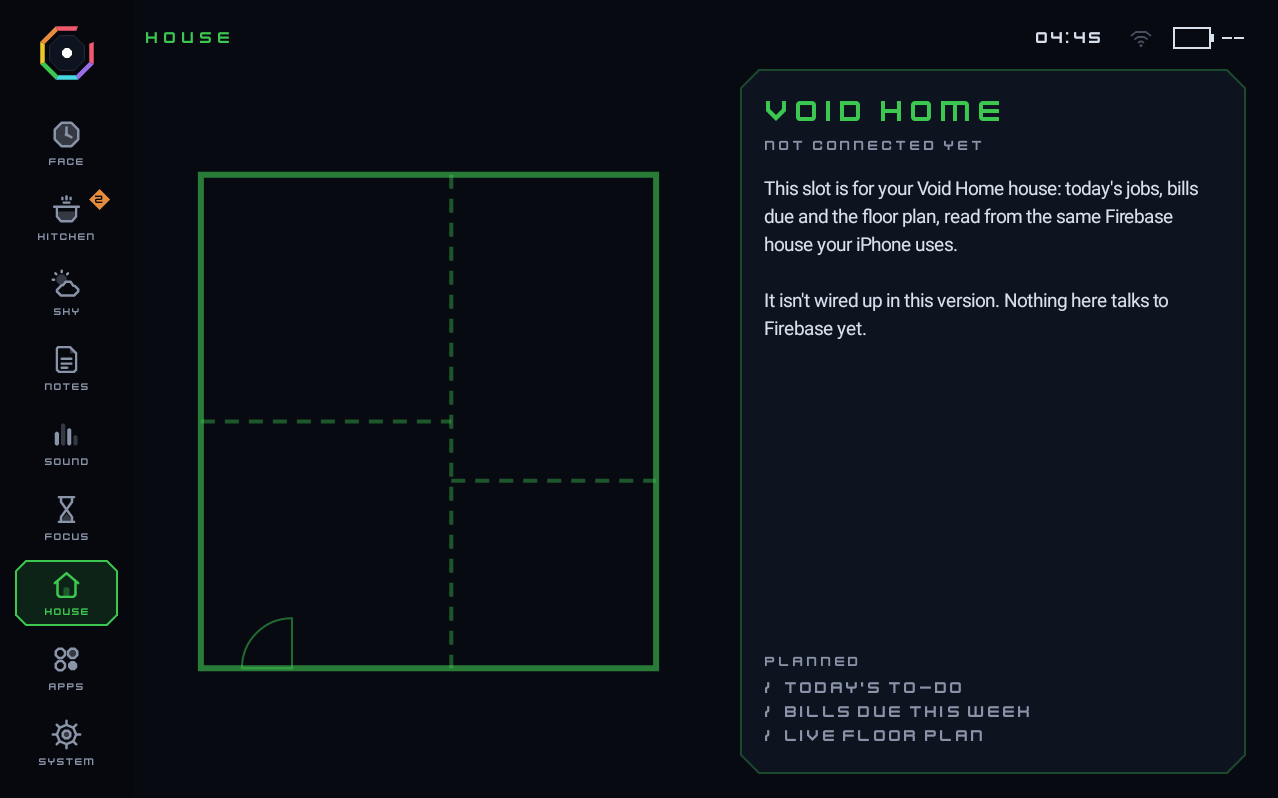 HOUSE
04:45
--
FACE
2
KITCHEN
SKY
NOTES
SOUND
FOCUS
HOUSE
APPS
SYSTEM
VOID HOME
NOT CONNECTED YET
This slot is for your Void Home house: today's jobs, bills
due and the floor plan, read from the same Firebase
house your iPhone uses.
It isn't wired up in this version. Nothing here talks to
Firebase yet.
PLANNED
/ TODAY'S TO-DO
/ BILLS DUE THIS WEEK
/ LIVE FLOOR PLAN